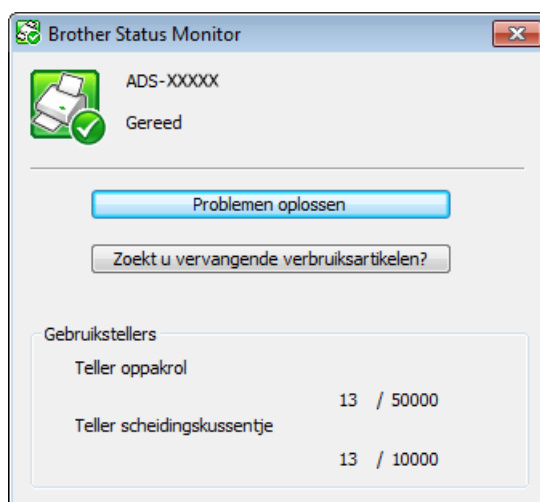 Brother Status Monitor
ADS-XXXXX
Gereed
Problemen oplossen
Zoekt u vervangende verbruiksartikelen?
Gebruikstellers
Teller oppakrol
13 / 50000
Teller scheidingskussentje
13 / 10000